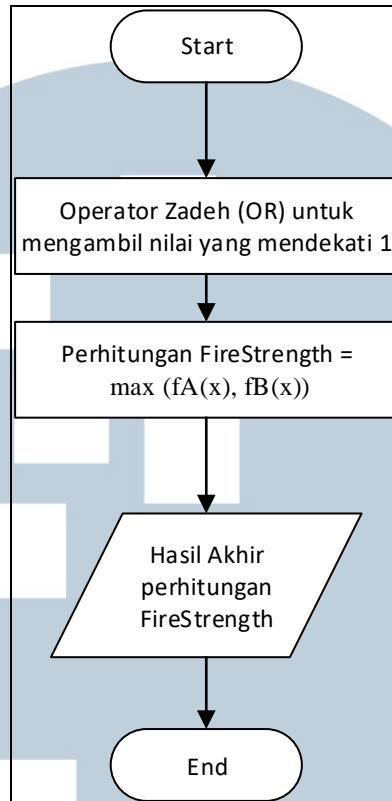 Start
Operator Zadeh (OR) untuk
mengambil nilai yang mendekati 1
Perhitungan FireStrength =
max (fA(x), fB(x))
Hasil Akhir
perhitungan
FireStrength
End